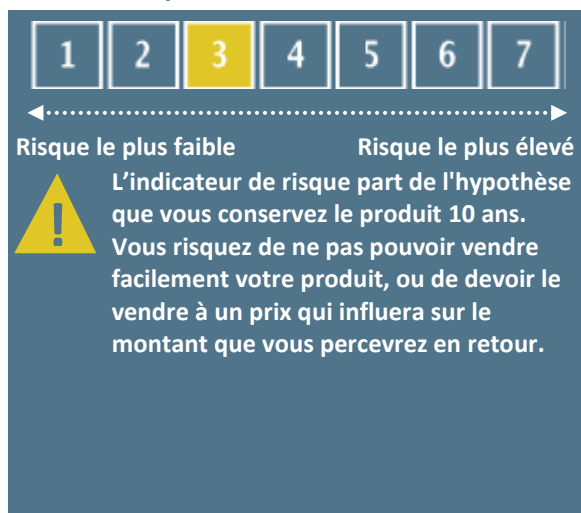 1 2 3 4 5 6 7
Risque le plus faible Risque le plus élevé
L’indicateur de risque part de l'hypothèse
que vous conservez le produit 10 ans.
Vous risquez de ne pas pouvoir vendre
facilement votre produit, ou de devoir le
vendre à un prix qui influera sur le
montant que vous percevrez en retour.